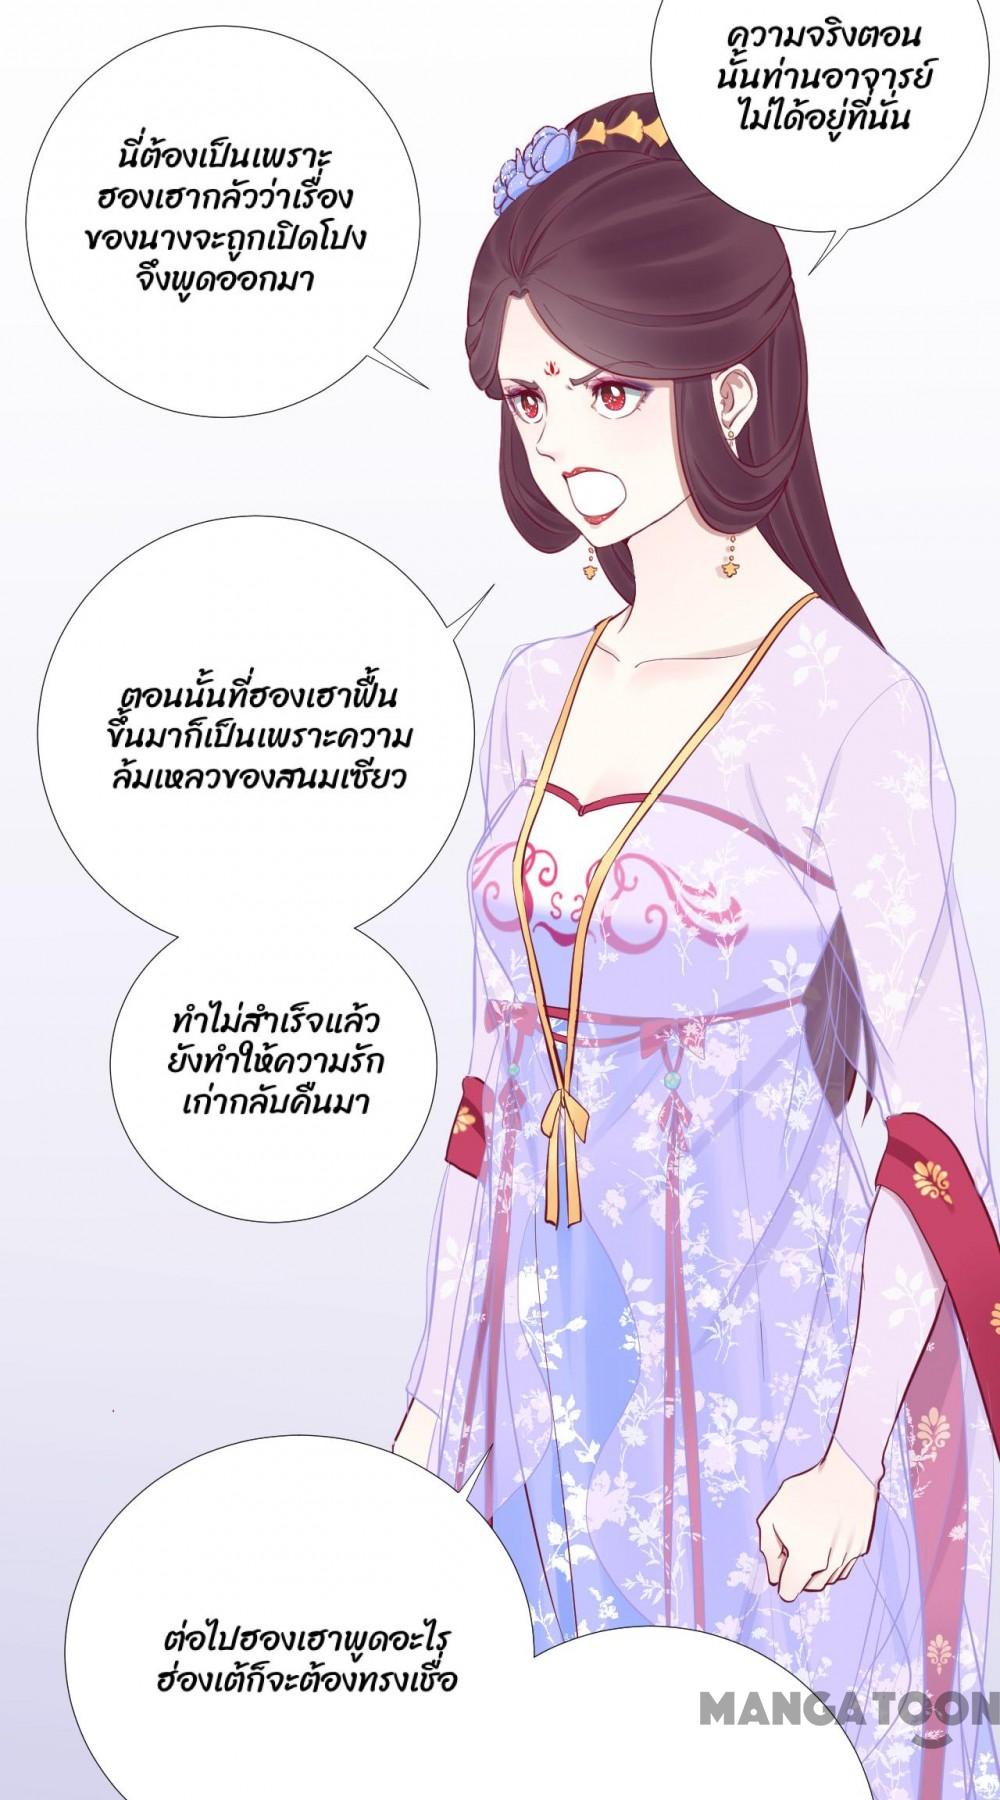 ความจริงตอน
นั้นท่านอาจารย์
ไม่ได้อยู่ที่นั่น
นี่ต้องเป็นเพราะ
ฮองเฮากลัวว่าเรื่อง
ของนางจะถูกเปิดโปง
จึงพูดออกมา
ตอนนั้นที่ฮองเฮาฟื้น
ขึ้นมาก็เป็นเพราะความ
ล้มเหลวของสนมเซียว
ทำไม่สำเร็จแล้ว
ยังทำให้ความรัก
เก่ากลับคืนมา
ต่อไปฮองเฮาพูดอะไร
ฮ่องเต้ก็จะต้องทรงเชื่อ
MANGATOON